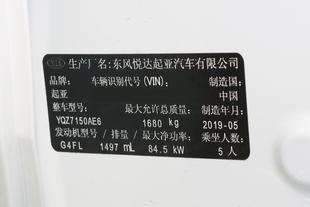 生产厂名:东风悦达起亚汽车有限公司
品牌: 车辆识别代号(VIN): 制造国:
起亚 中国
整车型号: 最大允许总质量: 制造年月:
YQZ7150AE6 1680 kg 2019-05
发动机型号 / 排量 / 最大净功率: 乘坐人数:
G4FL 1497 mL 84.5 kW 5 人